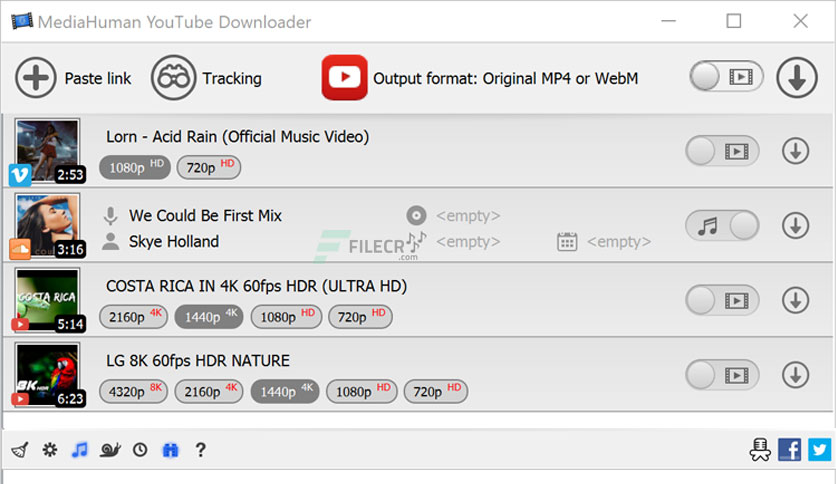 MediaHuman YouTube Downloader
Paste link Tracking Output format: Original MP4 or WebM
Lorn - Acid Rain (Official Music Video)
2:53 1080p HD 720p HD
We Could Be First Mix <empty>
Skye Holland <empty> <empty>
3:16
FILECR
.com
COSTA RICA IN 4K 60fps HDR (ULTRA HD)
COSTA RICA
5:14 2160p 4K 1440p 4K 1080p HD 720p HD
LG 8K 60fps HDR NATURE
8K HDR
6:23 4320p 8K 2160p 4K 1440p 4K 1080p HD 720p HD
?